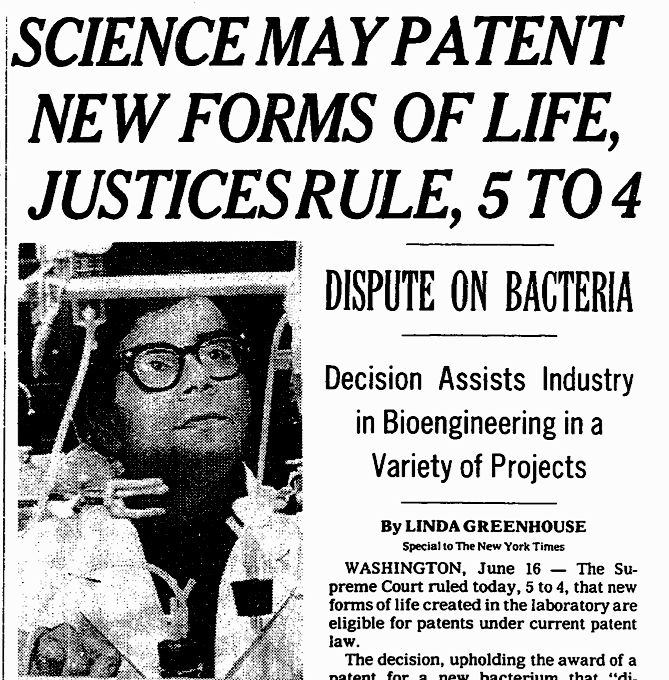 SCIENCE MAY PATENT
NEW FORMS OF LIFE,
JUSTICES RULE, 5 TO 4
DISPUTE ON BACTERIA
Decision Assists Industry
in Bioengineering in a
Variety of Projects
By LINDA GREENHOUSE
Special to The New York Times
WASHINGTON, June 16 — The Su-
preme Court ruled today, 5 to 4, that new
forms of life created in the laboratory are
eligible for patents under current patent
law.
The decision, upholding the award of a
patent for a new bacterium that “di-